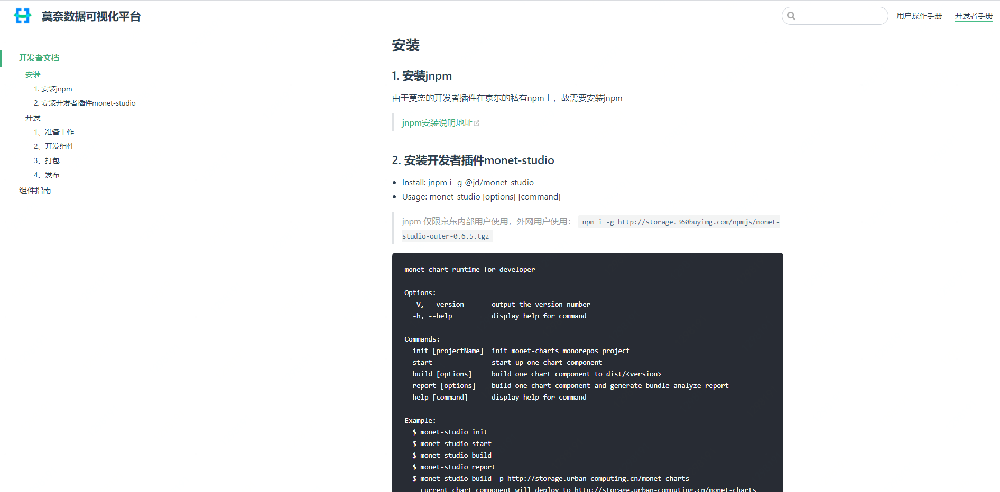 莫奈数据可视化平台
用户操作手册
开发者手册
开发者文档
安装
1. 安装jnpm
2. 安装开发者插件monet-studio
开发
1、准备工作
2、开发组件
3、打包
4、发布
组件指南
安装
1. 安装jnpm
由于莫奈的开发者插件在京东的私有npm上，故需要安装jnpm
jnpm安装说明地址
2. 安装开发者插件monet-studio
Install: jnpm i -g @jd/monet-studio
Usage: monet-studio [options] [command]
jnpm 仅限京东内部用户使用，外网用户使用： npm i -g http://storage.360buyimg.com/npmjs/monet-
studio-outer-0.6.5.tgz
monet chart runtime for developer
Options:
-V, --version output the version number
-h, --help display help for command
Commands:
init [projectName] init monet-charts monorepos project
start start up one chart component
build [options] build one chart component to dist/<version>
report [options] build one chart component and generate bundle analyze report
help [command] display help for command
Example:
$ monet-studio init
$ monet-studio start
$ monet-studio build
$ monet-studio report
$ monet-studio build -p http://storage.urban-computing.cn/monet-charts
current chart component will deploy to http://storage.urban-computing.cn/monet-charts